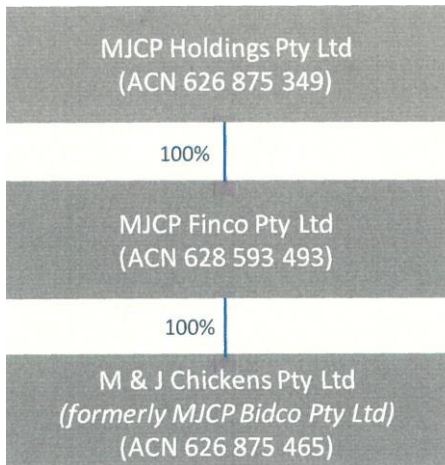 MJCP Holdings Pty Ltd
(ACN 626 875 349)
100%
MJCP Finco Pty Ltd
(ACN 628 593 493)
100%
M & J Chickens Pty Ltd
(formerly MJCP Bidco Pty Ltd)
(ACN 626 875 465)